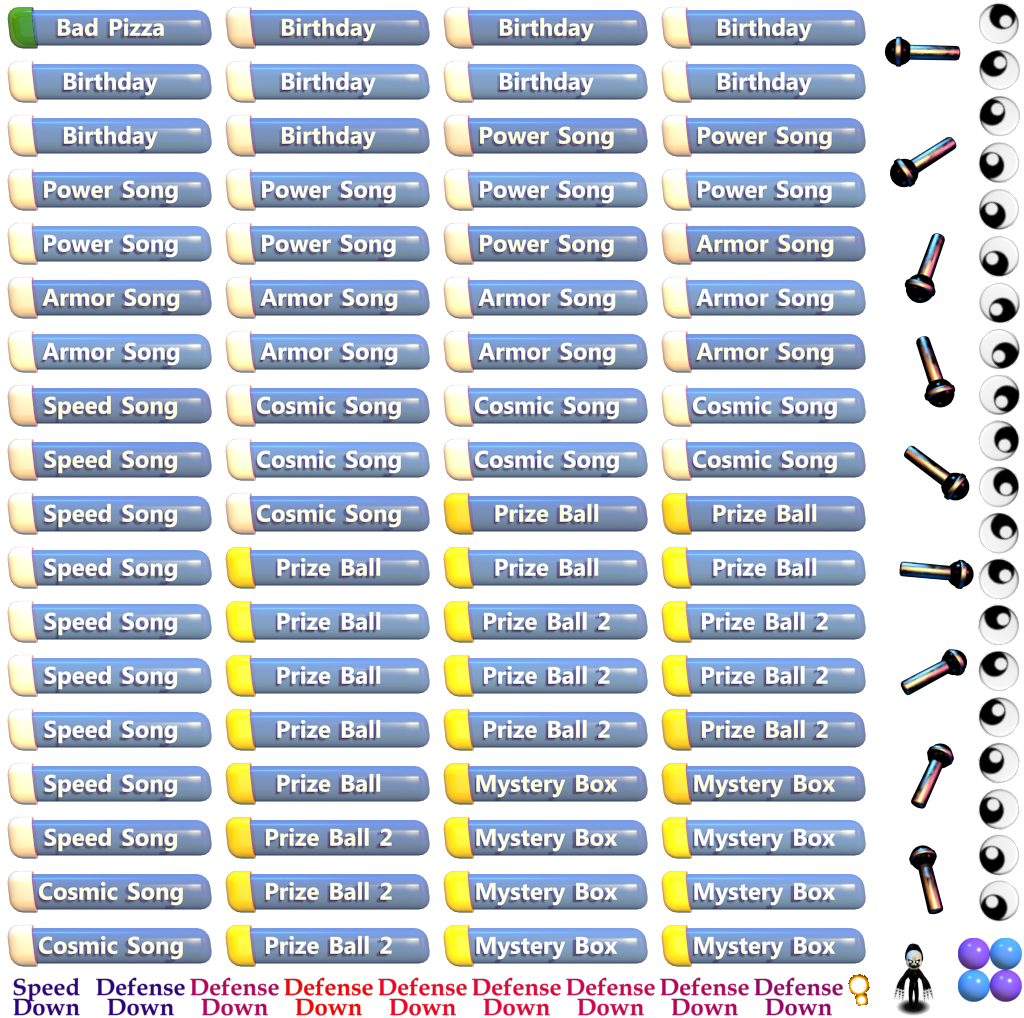 Bad Pizza Birthday Birthday Birthday
Birthday Birthday Birthday Birthday
Birthday Birthday Power Song Power Song
Power Song Power Song Power Song Power Song
Power Song Power Song Power Song Armor Song
Armor Song Armor Song Armor Song Armor Song
Armor Song Armor Song Armor Song Armor Song
Speed Song Cosmic Song Cosmic Song Cosmic Song
Speed Song Cosmic Song Cosmic Song Cosmic Song
Speed Song Cosmic Song Prize Ball Prize Ball
Speed Song Prize Ball Prize Ball Prize Ball
Speed Song Prize Ball Prize Ball 2 Prize Ball 2
Speed Song Prize Ball Prize Ball 2 Prize Ball 2
Speed Song Prize Ball Prize Ball 2 Prize Ball 2
Speed Song Prize Ball Mystery Box Mystery Box
Speed Song Prize Ball 2 Mystery Box Mystery Box
Cosmic Song Prize Ball 2 Mystery Box Mystery Box
Cosmic Song Prize Ball 2 Mystery Box Mystery Box
Speed Defense Defense Defense Defense Defense Defense Defense Defense
Down Down Down Down Down Down Down Down Down